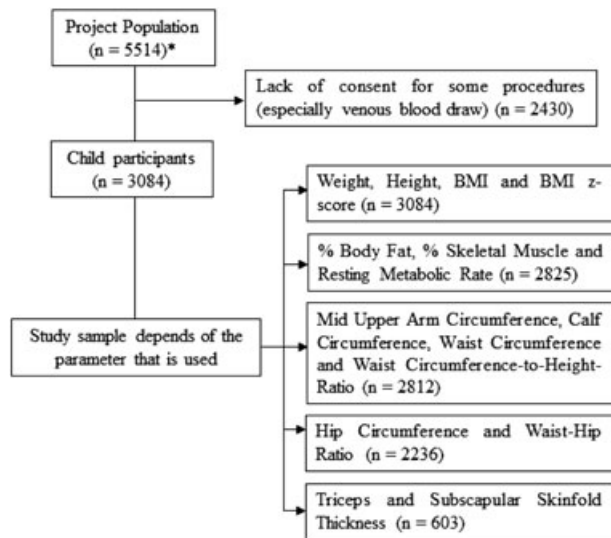 Project Population
(n = 5514)*
Lack of consent for some procedures
(especially venous blood draw) (n = 2430)
Child participants
(n = 3084)
Weight, Height, BMI and BMI z-
score (n = 3084)
% Body Fat, % Skeletal Muscle and
Resting Metabolic Rate (n = 2825)
Study sample depends of the
parameter that is used
Mid Upper Arm Circumference, Calf
Circumference, Waist Circumference
and Waist Circumference-to-Height-
Ratio (n = 2812)
Hip Circumference and Waist-Hip
Ratio (n = 2236)
Triceps and Subscapular Skinfold
Thickness (n = 603)